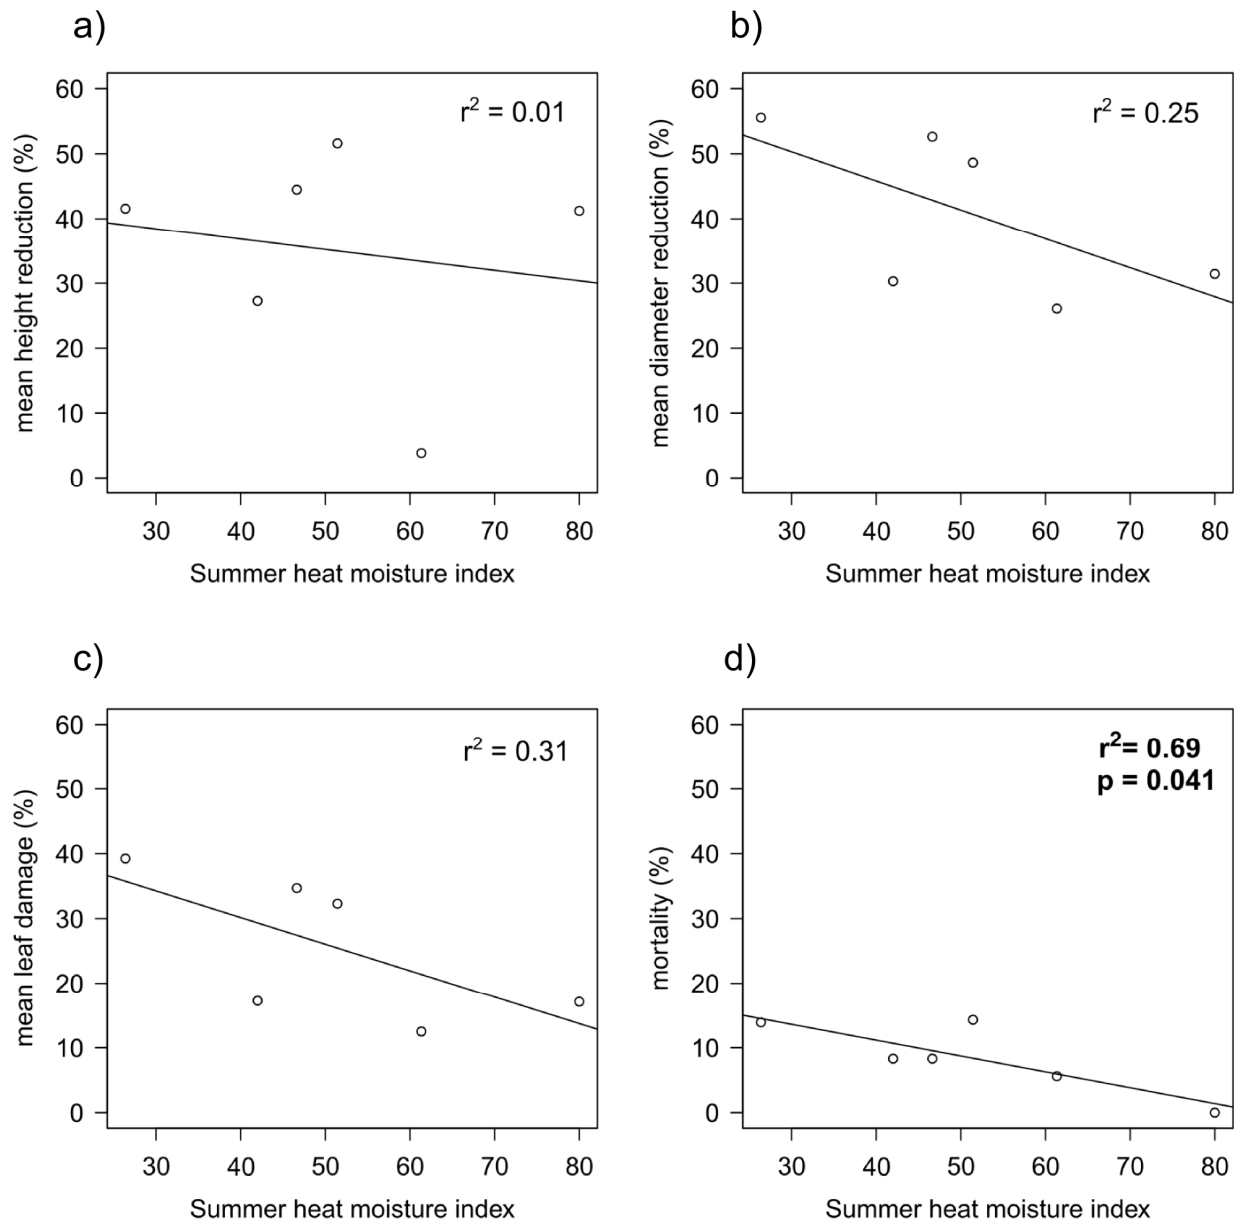 a)
r² = 0.01
mean height reduction (%)
60
50
40
30
20
10
0
30 40 50 60 70 80
Summer heat moisture index
b)
r² = 0.25
mean diameter reduction (%)
60
50
40
30
20
10
0
30 40 50 60 70 80
Summer heat moisture index
c)
r² = 0.31
mean leaf damage (%)
60
50
40
30
20
10
0
30 40 50 60 70 80
Summer heat moisture index
d)
r²= 0.69
p = 0.041
mortality (%)
60
50
40
30
20
10
0
30 40 50 60 70 80
Summer heat moisture index